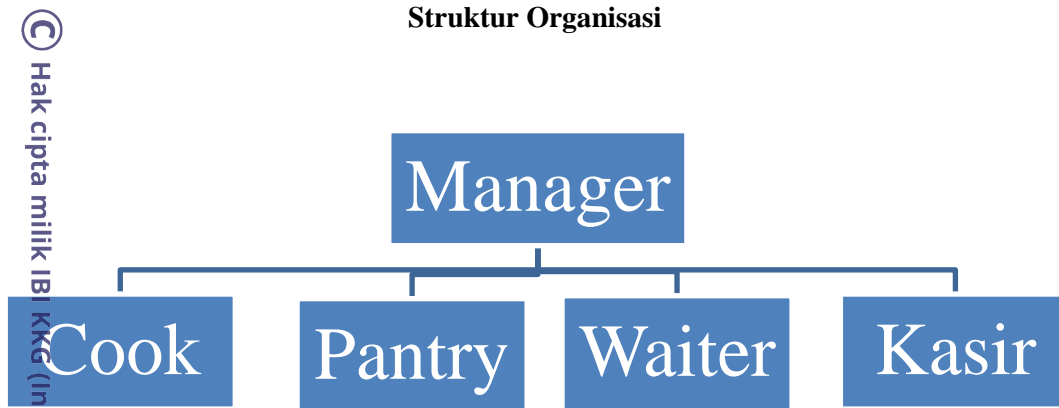 Struktur Organisasi
© Hak cipta milik IBI KKG (In
Manager
Cook
Pantry
Waiter
Kasir